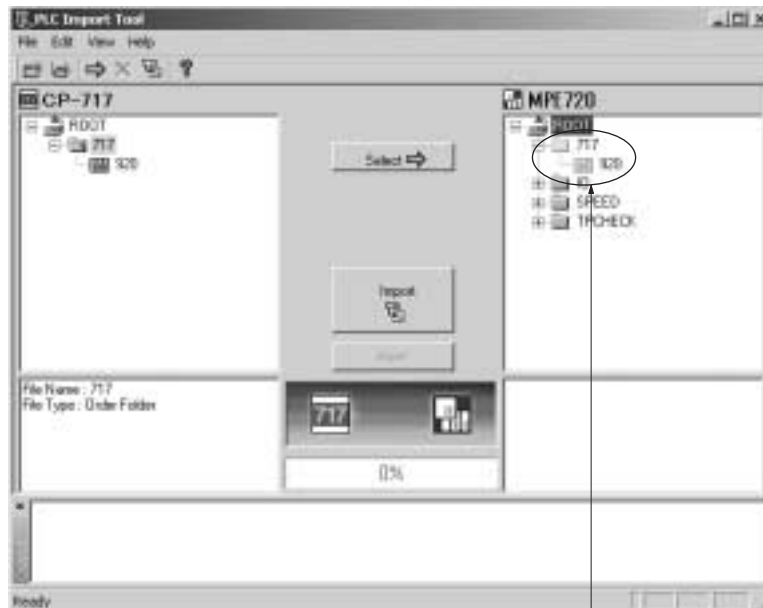 PLC Import Tool
File Edit View Help
CP-717
MPE720
ROOT
717
920
Select
Import
ROOT
717
920
SPEED
TPCHECK
File Name : 717
File Type : Order Folder
717
0%
Ready